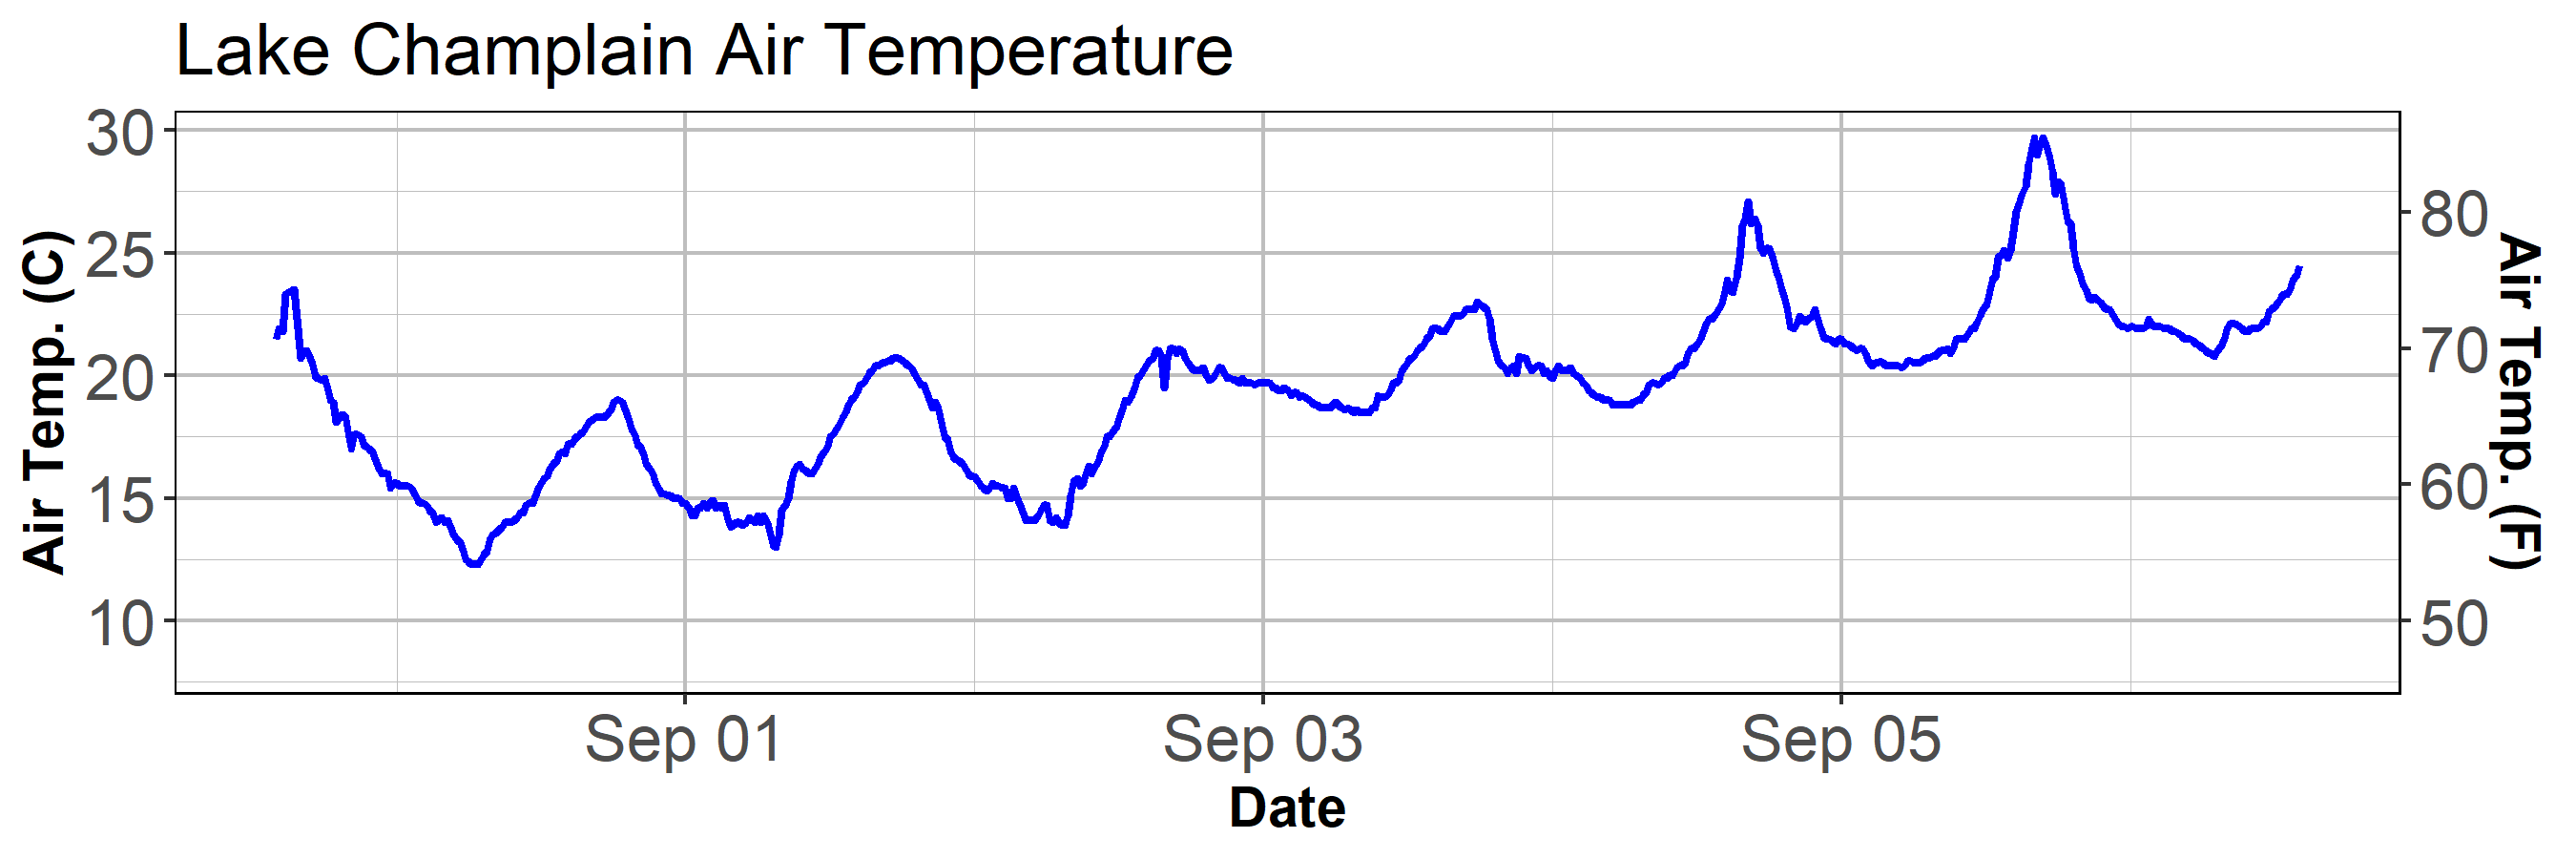 Lake Champlain Air Temperature
30
25
20
15
10
Air Temp. (C)
80
70
60
50
Air Temp. (F)
Sep 01
Sep 03
Sep 05
Date